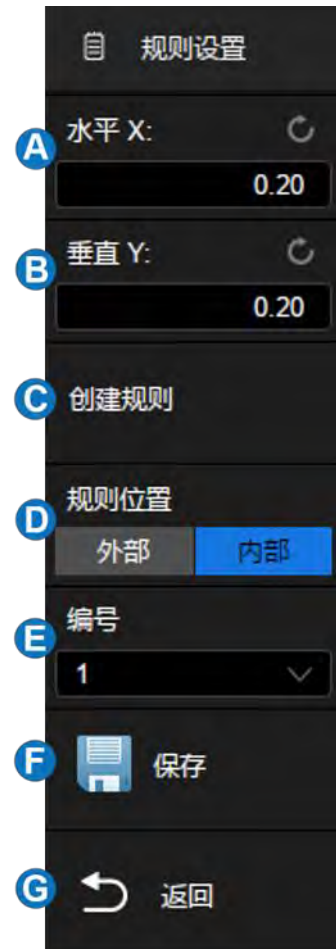 规则设置
A 水平 X:
0.20
B 垂直 Y:
0.20
C 创建规则
D 规则位置
外部 内部
E 编号
1
F 保存
G 返回